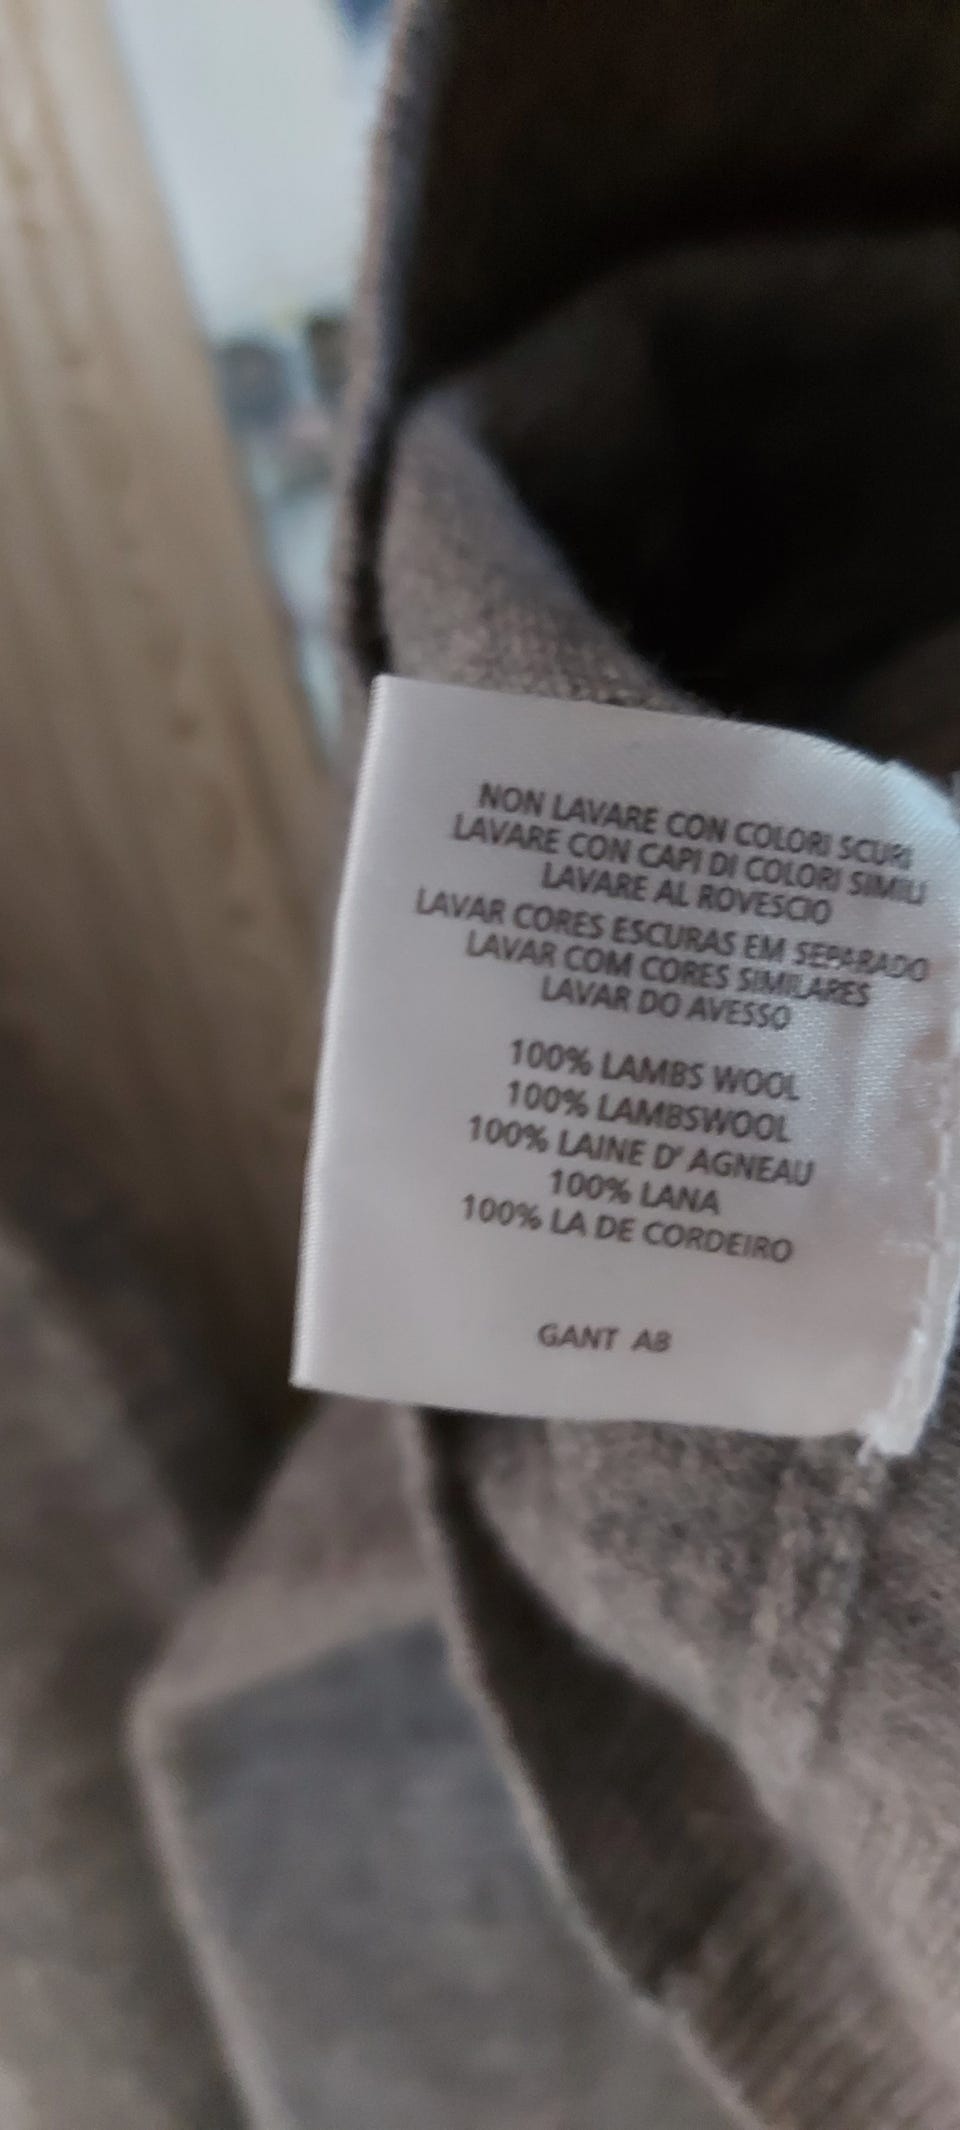 NON LAVARE CON COLORI SCURI
LAVARE CON CAPI DI COLORI SIMILI
LAVARE AL ROVESCIO
LAVAR CORES ESCURAS EM SEPARADO
LAVAR COM CORES SIMILARES
LAVAR DO AVESSO
100% LAMBS WOOL
100% LAMBSWOOL
100% LAINE D' AGNEAU
100% LANA
100% LA DE CORDEIRO
GANT AB